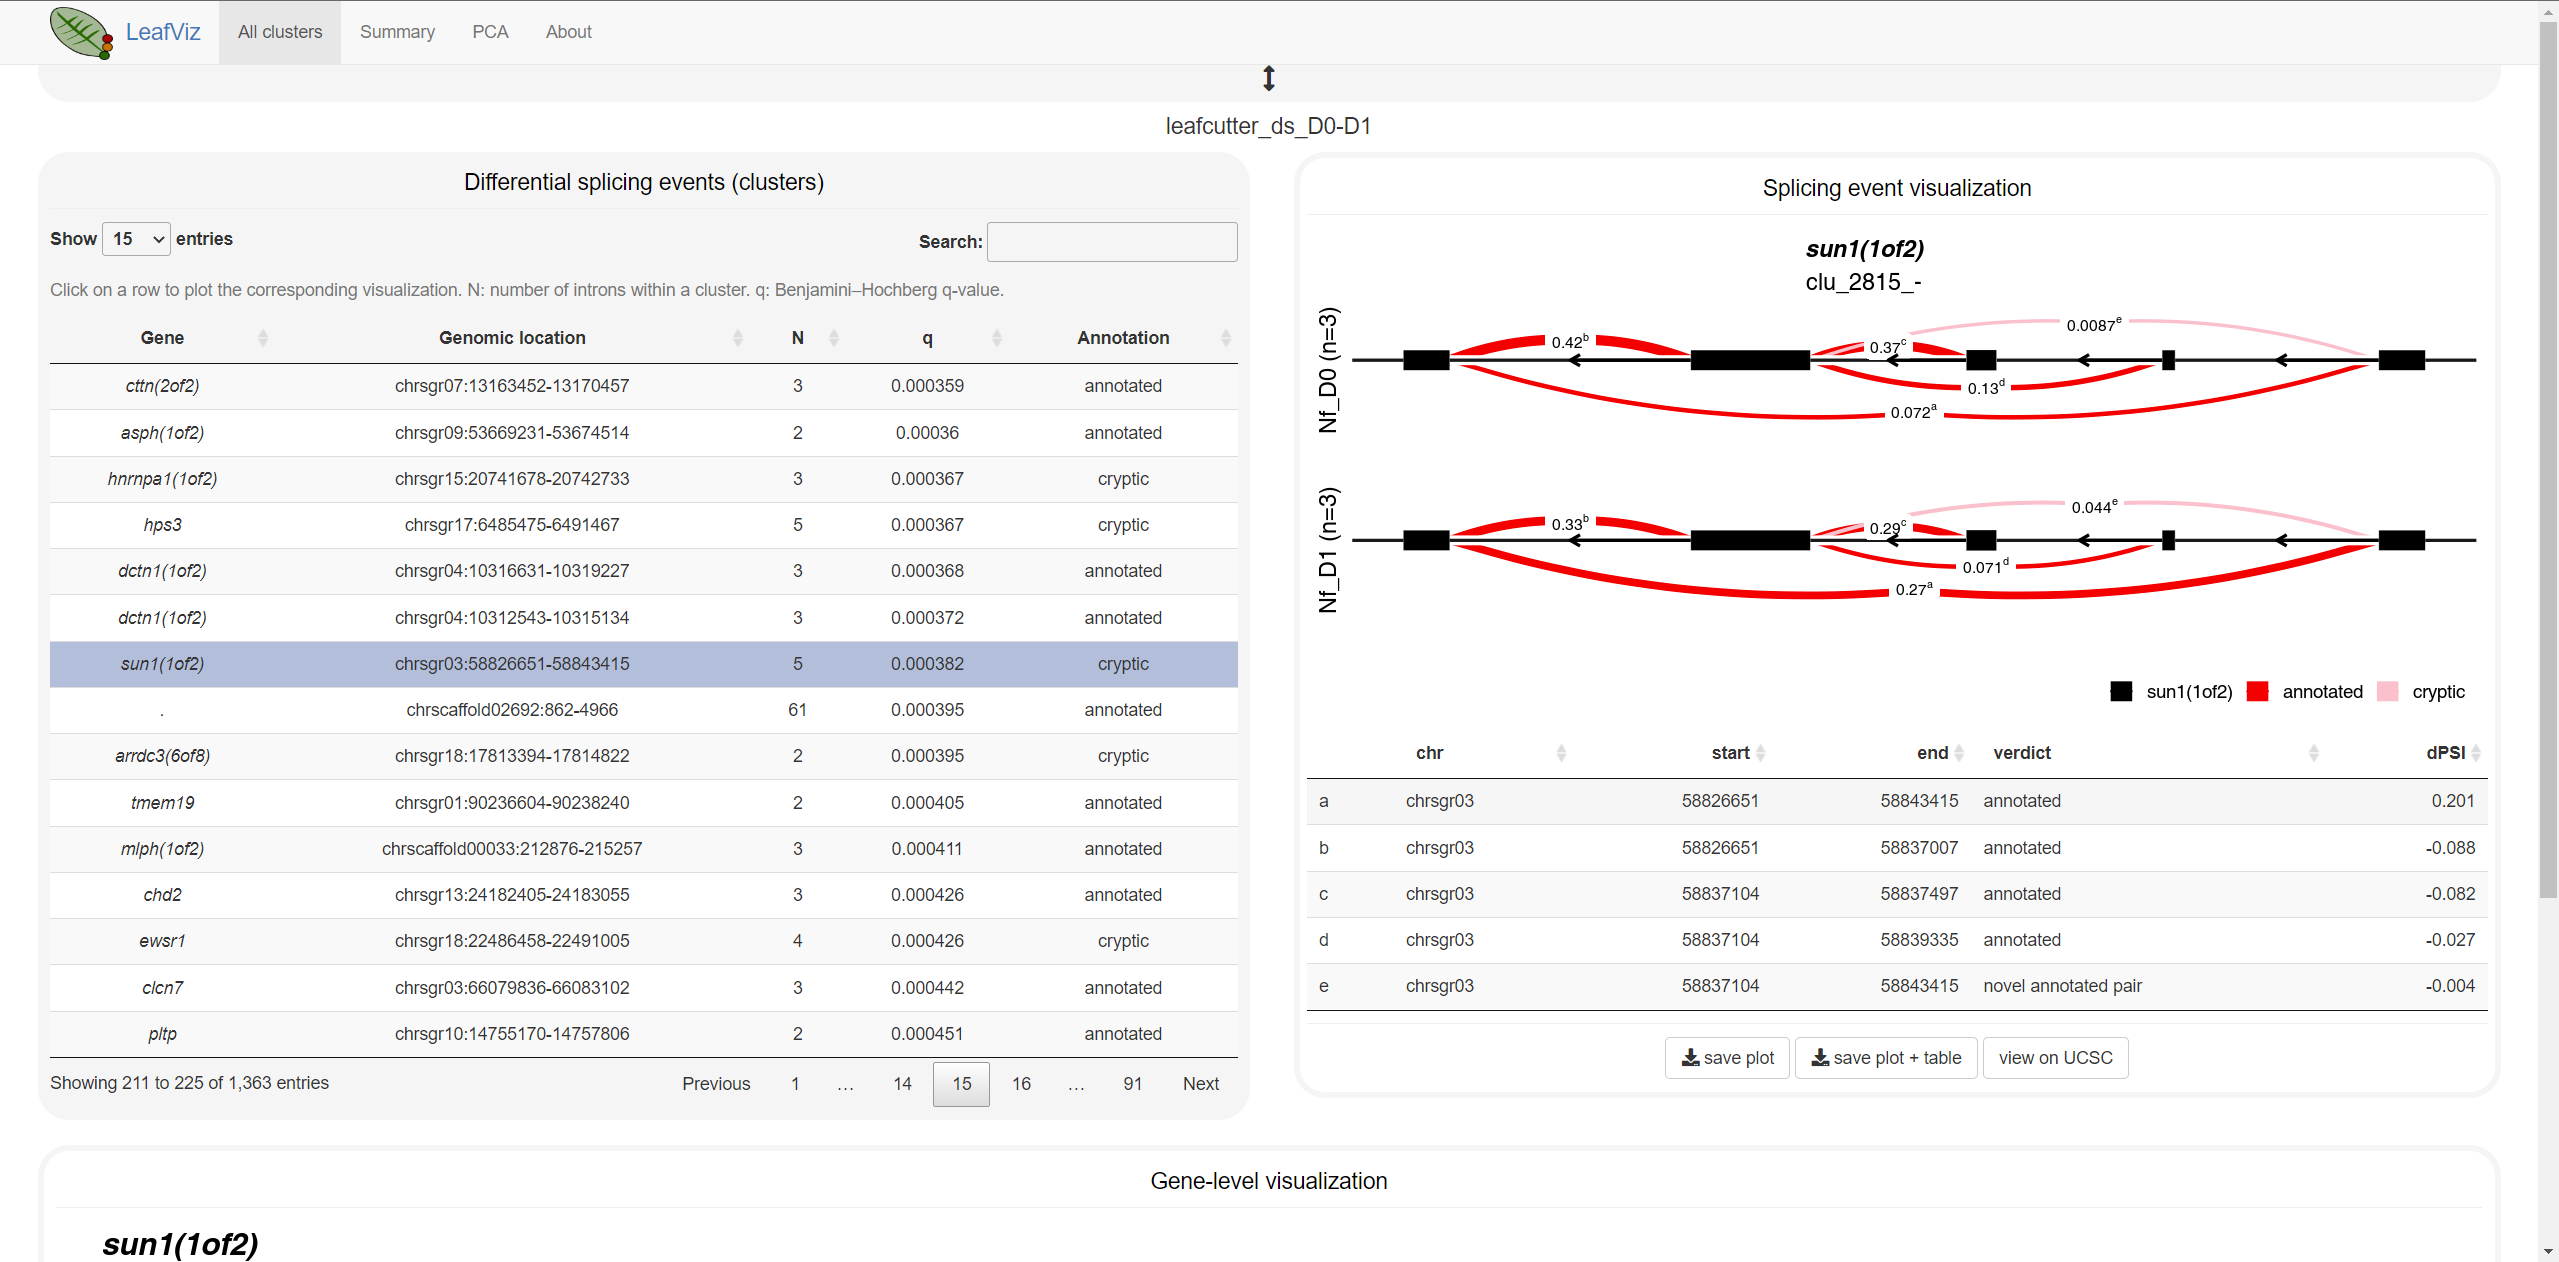 LeafViz All clusters Summary PCA About
leafcutter_ds_D0-D1
Differential splicing events (clusters)
Show 15 entries Search:
Click on a row to plot the corresponding visualization. N: number of introns within a cluster. q: Benjamini–Hochberg q-value.
Gene Genomic location N q Annotation
cttn(2of2) chrsgr07:13163452-13170457 3 0.000359 annotated
asph(1of2) chrsgr09:53669231-53674514 2 0.00036 annotated
hnrnpa1(1of2) chrsgr15:20741678-20742733 3 0.000367 cryptic
hps3 chrsgr17:6485475-6491467 5 0.000367 cryptic
dctn1(1of2) chrsgr04:10316631-10319227 3 0.000368 annotated
dctn1(1of2) chrsgr04:10312543-10315134 3 0.000372 annotated
sun1(1of2) chrsgr03:58826651-58843415 5 0.000382 cryptic
. chrscaffold02692:862-4966 61 0.000395 annotated
arrdc3(6of8) chrsgr18:17813394-17814822 2 0.000395 cryptic
tmem19 chrsgr01:90236604-90238240 2 0.000405 annotated
mlph(1of2) chrscaffold00033:212876-215257 3 0.000411 annotated
chd2 chrsgr13:24182405-24183055 3 0.000426 annotated
ewsr1 chrsgr18:22486458-22491005 4 0.000426 cryptic
clcn7 chrsgr03:66079836-66083102 3 0.000442 annotated
pltp chrsgr10:14755170-14757806 2 0.000451 annotated
Showing 211 to 225 of 1,363 entries Previous 1 … 14 15 16 … 91 Next
Splicing event visualization
sun1(1of2)
clu_2815_-
Nf_D0 (n=3)
0.0087e
0.42b 0.37c
0.13d
0.072a
Nf_D1 (n=3)
0.044e
0.33b 0.29c
0.071d
0.27a
sun1(1of2) annotated cryptic
chr start end verdict dPSI
a chrsgr03 58826651 58843415 annotated 0.201
b chrsgr03 58826651 58837007 annotated -0.088
c chrsgr03 58837104 58837497 annotated -0.082
d chrsgr03 58837104 58839335 annotated -0.027
e chrsgr03 58837104 58843415 novel annotated pair -0.004
save plot save plot + table view on UCSC
Gene-level visualization
sun1(1of2)